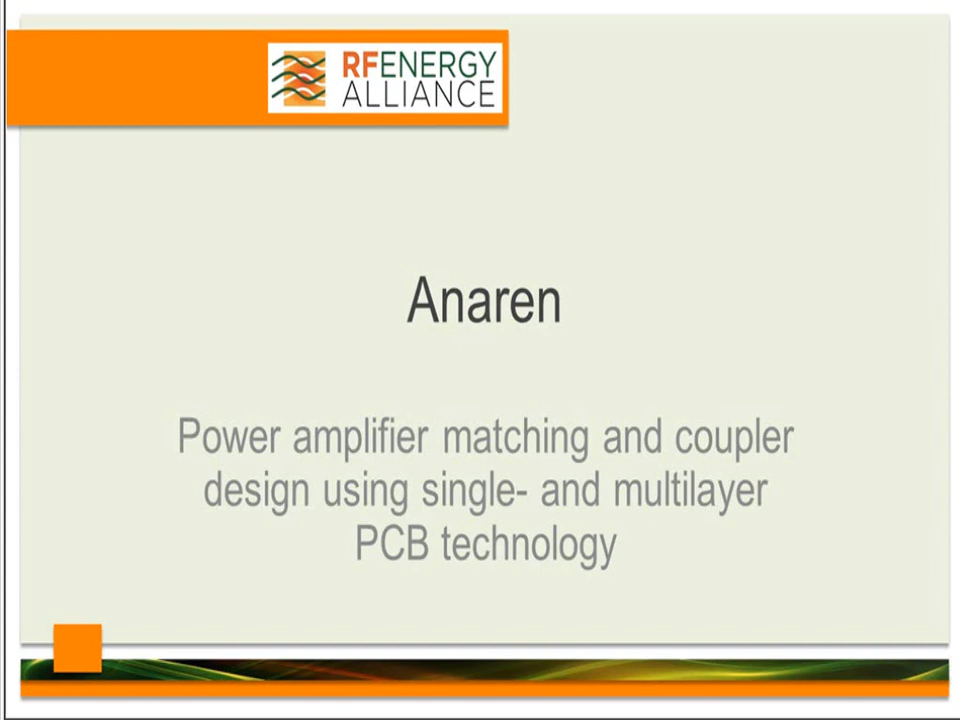 RFENERGY
ALLIANCE
Anaren
Power amplifier matching and coupler
design using single- and multilayer
PCB technology